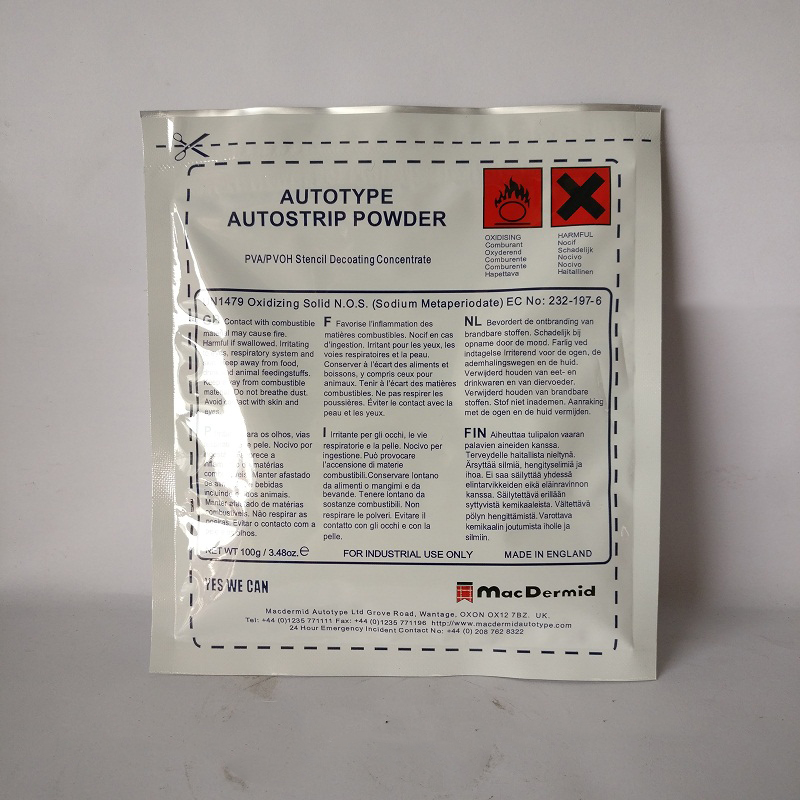 AUTOTYPE
AUTOSTRIP POWDER
PVA/PVOH Stencil Decoating Concentrate
OXIDISING
Comburant
Oxyderend
Comburente
Comburente
Hapettava
HARMFUL
Nocif
Schadelijk
Nocivo
Nocivo
Haitallinen
UN1479 Oxidizing Solid N.O.S. (Sodium Metaperiodate) EC No: 232-197-6
GB Contact with combustible
may cause fire.
Harmful if swallowed. Irritating
respiratory system and
away from food,
and animal feedingstuffs.
away from combustible
Do not breathe dust.
Avoid contact with skin and
eyes.
F Favorise l'inflammation des
matières combustibles. Nocif en cas
d'ingestion. Irritant pour les yeux, les
voies respiratoires et la peau.
Conserver à l'écart des aliments et
boissons, y compris ceux pour
animaux. Tenir à l'écart des matières
combustibles. Ne pas respirer les
poussières. Éviter le contact avec la
peau et les yeux.
NL Bevordert de ontbranding van
brandbare stoffen. Schadelijk bij
opname door de mond. Farlig ved
indtagelse Irriterend voor de ogen, de
ademhalingswegen en de huid.
Verwijderd houden van eet- en
drinkwaren en van diervoeder.
Verwijderd houden van brandbare
stoffen. Stof niet inademen. Aanraking
met de ogen en de huid vermijden.
para os olhos, vias
e pele. Nocivo por
matérias
Manter afastado
bebidas
animais.
Manter afastado de matérias
combustíveis. Não respirar as
Evitar o contacto com a
olhos.
I Irritante per gli occhi, le vie
respiratorie e la pelle. Nocivo per
ingestione. Può provocare
l'accensione di materie
combustibili.Conservare lontano
da alimenti o mangimi e da
bevande. Tenere lontano da
sostanze combustibili. Non
respirare le polveri. Evitare il
contatto con gli occhi e con la
pelle.
FIN Aiheuttaa tulipalon vaaran
palavien aineiden kanssa.
Terveydelle haitallista nieltynä.
Ärsyttää silmiä, hengityselimiä ja
ihoa. Ei saa säilyttää yhdessä
elintarvikkeiden eikä eläinravinnon
kanssa. Säilytettävä erillään
syttyvistä kemikaaleista. Vältettävä
pölyn hengittämistä. Varottava
kemikaalin joutumista iholle ja
silmiin.
NET WT 100g / 3.48oz. e
FOR INDUSTRIAL USE ONLY
MADE IN ENGLAND
YES WE CAN
MacDermid
Macdermid Autotype Ltd Grove Road, Wantage, OXON OX12 7BZ. UK.
Tel: +44 (0)1235 771111 Fax: +44 (0)1235 771196 http://www.macdermidautotype.com
24 Hour Emergency Incident Contact No: +44 (0) 208 762 8322